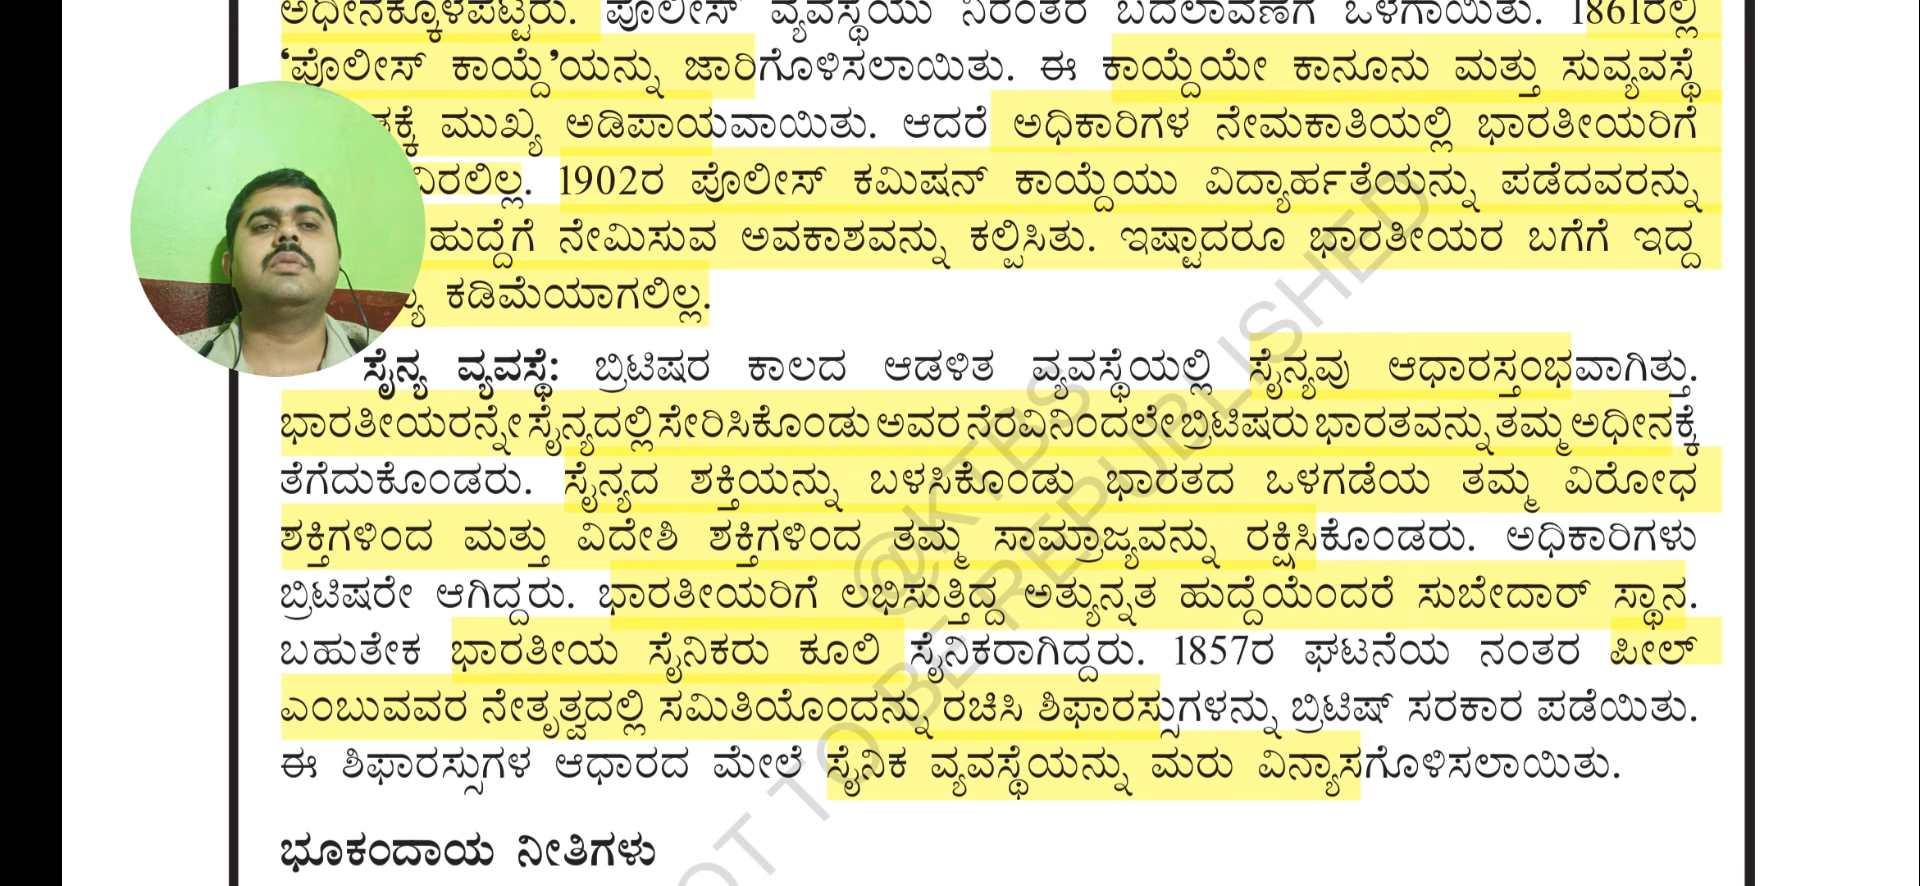 ಅಧೀನಕ್ಕೊಳಪಟ್ಟರು. ಪೊಲೀಸ್ ವ್ಯವಸ್ಥೆಯು ನಿರಂತರ ಬದಲಾವಣೆಗೆ ಒಳಗಾಯಿತು. 1861ರಲ್ಲಿ
‘ಪೊಲೀಸ್ ಕಾಯ್ದೆ’ಯನ್ನು ಜಾರಿಗೊಳಿಸಲಾಯಿತು. ಈ ಕಾಯ್ದೆಯೇ ಕಾನೂನು ಮತ್ತು ಸುವ್ಯವಸ್ಥೆ
ಮುಖ್ಯ ಅಡಿಪಾಯವಾಯಿತು. ಆದರೆ ಅಧಿಕಾರಿಗಳ ನೇಮಕಾತಿಯಲ್ಲಿ ಭಾರತೀಯರಿಗೆ
1902ರ ಪೊಲೀಸ್ ಕಮಿಷನ್ ಕಾಯ್ದೆಯು ವಿದ್ಯಾರ್ಹತೆಯನ್ನು ಪಡೆದವರನ್ನು
ಹುದ್ದೆಗೆ ನೇಮಿಸುವ ಅವಕಾಶವನ್ನು ಕಲ್ಪಿಸಿತು. ಇಷ್ಟಾದರೂ ಭಾರತೀಯರ ಬಗೆಗೆ ಇದ್ದ
ಕಡಿಮೆಯಾಗಲಿಲ್ಲ.
ಸೈನ್ಯ ವ್ಯವಸ್ಥೆ: ಬ್ರಿಟಿಷರ ಕಾಲದ ಆಡಳಿತ ವ್ಯವಸ್ಥೆಯಲ್ಲಿ ಸೈನ್ಯವು ಆಧಾರಸ್ತಂಭವಾಗಿತ್ತು.
ಭಾರತೀಯರನ್ನೇ ಸೈನ್ಯದಲ್ಲಿ ಸೇರಿಸಿಕೊಂಡು ಅವರ ನೆರವಿನಿಂದಲೇ ಬ್ರಿಟಿಷರು ಭಾರತವನ್ನು ತಮ್ಮ ಅಧೀನಕ್ಕೆ
ತೆಗೆದುಕೊಂಡರು. ಸೈನ್ಯದ ಶಕ್ತಿಯನ್ನು ಬಳಸಿಕೊಂಡು ಭಾರತದ ಒಳಗಡೆಯ ತಮ್ಮ ವಿರೋಧ
ಶಕ್ತಿಗಳಿಂದ ಮತ್ತು ವಿದೇಶಿ ಶಕ್ತಿಗಳಿಂದ ತಮ್ಮ ಸಾಮ್ರಾಜ್ಯವನ್ನು ರಕ್ಷಿಸಿಕೊಂಡರು. ಅಧಿಕಾರಿಗಳು
ಬ್ರಿಟಿಷರೇ ಆಗಿದ್ದರು. ಭಾರತೀಯರಿಗೆ ಲಭಿಸುತ್ತಿದ್ದ ಅತ್ಯುನ್ನತ ಹುದ್ದೆಯೆಂದರೆ ಸುಬೇದಾರ್ ಸ್ಥಾನ.
ಬಹುತೇಕ ಭಾರತೀಯ ಸೈನಿಕರು ಕೂಲಿ ಸೈನಿಕರಾಗಿದ್ದರು. 1857ರ ಘಟನೆಯ ನಂತರ ಪೀಲ್
ಎಂಬುವವರ ನೇತೃತ್ವದಲ್ಲಿ ಸಮಿತಿಯೊಂದನ್ನು ರಚಿಸಿ ಶಿಫಾರಸ್ಸುಗಳನ್ನು ಬ್ರಿಟಿಷ್ ಸರಕಾರ ಪಡೆಯಿತು.
ಈ ಶಿಫಾರಸ್ಸುಗಳ ಆಧಾರದ ಮೇಲೆ ಸೈನಿಕ ವ್ಯವಸ್ಥೆಯನ್ನು ಮರು ವಿನ್ಯಾಸಗೊಳಿಸಲಾಯಿತು.
ಭೂಕಂದಾಯ ನೀತಿಗಳು
@KTBS
NOT TO BE REPUBLISHED